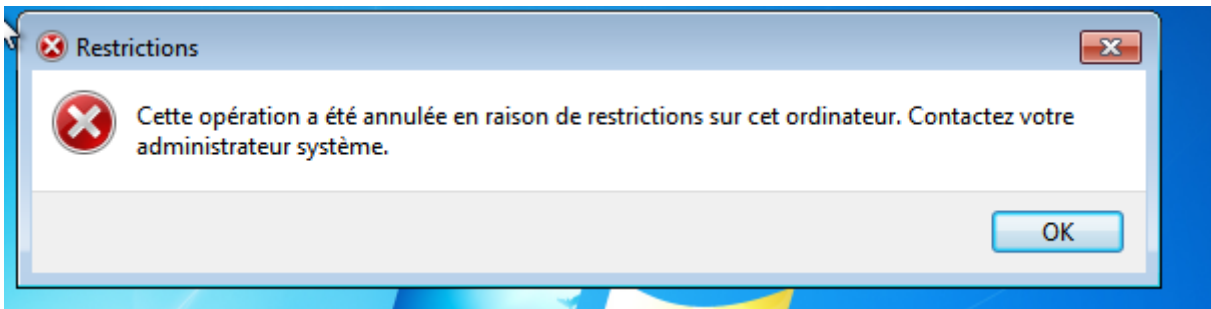 Restrictions
Cette opération a été annulée en raison de restrictions sur cet ordinateur. Contactez votre
administrateur système.
OK